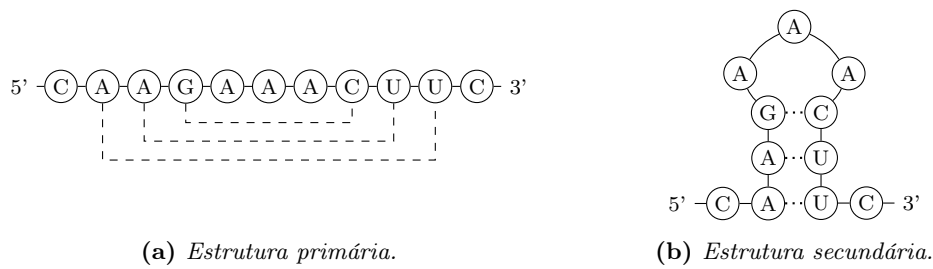 5' C A A G A A A C U U C 3'
A
A A
G ... C
A ... U
5' C A ... U C 3'
(a) Estrutura primária.
(b) Estrutura secundária.